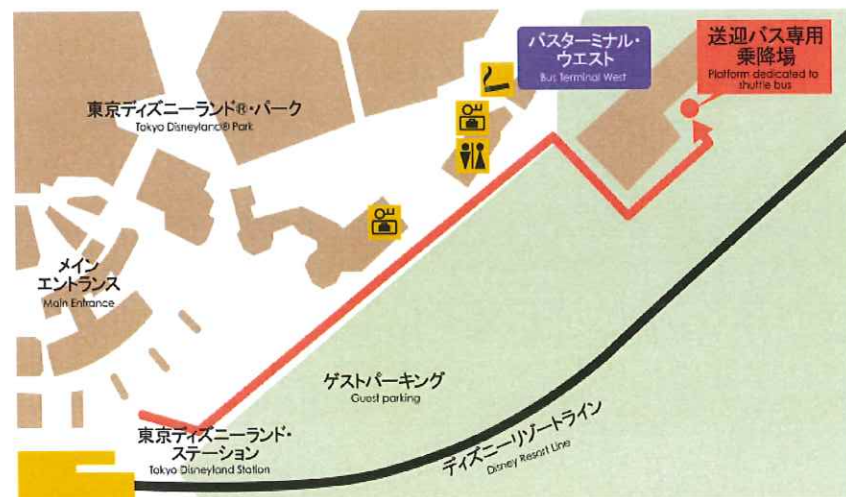 バスターミナル・
ウエスト
Bus Terminal West
送迎バス専用
乗降場
Platform dedicated to
shuttle bus
東京ディズニーランド®・パーク
Tokyo Disneyland® Park
メイン
エントランス
Main Entrance
ゲストパーキング
Guest parking
東京ディズニーランド・
ステーション
Tokyo Disneyland Station
ディズニーリゾートライン
Disney Resort Line